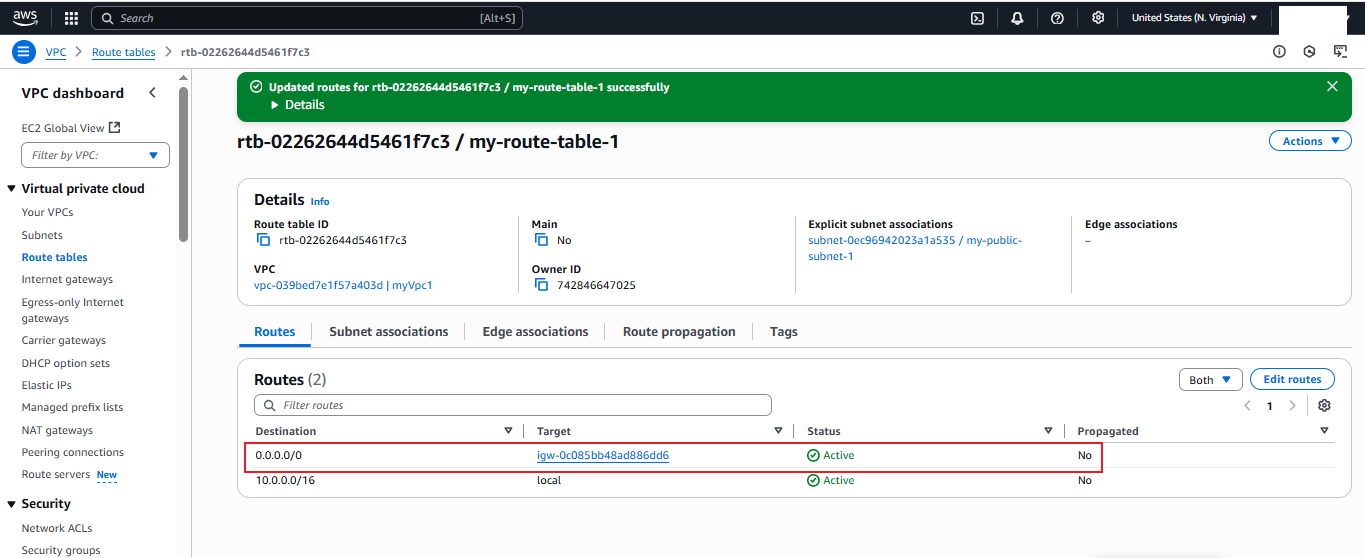 aws
Search [Alt+S] United States (N. Virginia)
VPC > Route tables > rtb-02262644d5461f7c3
VPC dashboard
EC2 Global View
Filter by VPC:
Virtual private cloud
Your VPCs
Subnets
Route tables
Internet gateways
Egress-only Internet
gateways
Carrier gateways
DHCP option sets
Elastic IPs
Managed prefix lists
NAT gateways
Peering connections
Route servers New
Security
Network ACLs
Security groups
Updated routes for rtb-02262644d5461f7c3 / my-route-table-1 successfully
Details
rtb-02262644d5461f7c3 / my-route-table-1
Actions
Details Info
Route table ID
rtb-02262644d5461f7c3
Main
No
Explicit subnet associations
subnet-0ec96942023a1a535 / my-public-
subnet-1
Edge associations
–
VPC
vpc-039bed7e1f57a403d | myVpc1
Owner ID
742846647025
Routes Subnet associations Edge associations Route propagation Tags
Routes (2)
Both Edit routes
Filter routes
1
Destination Target Status Propagated
0.0.0.0/0 igw-0c085bb48ad886dd6 Active No
10.0.0.0/16 local Active No